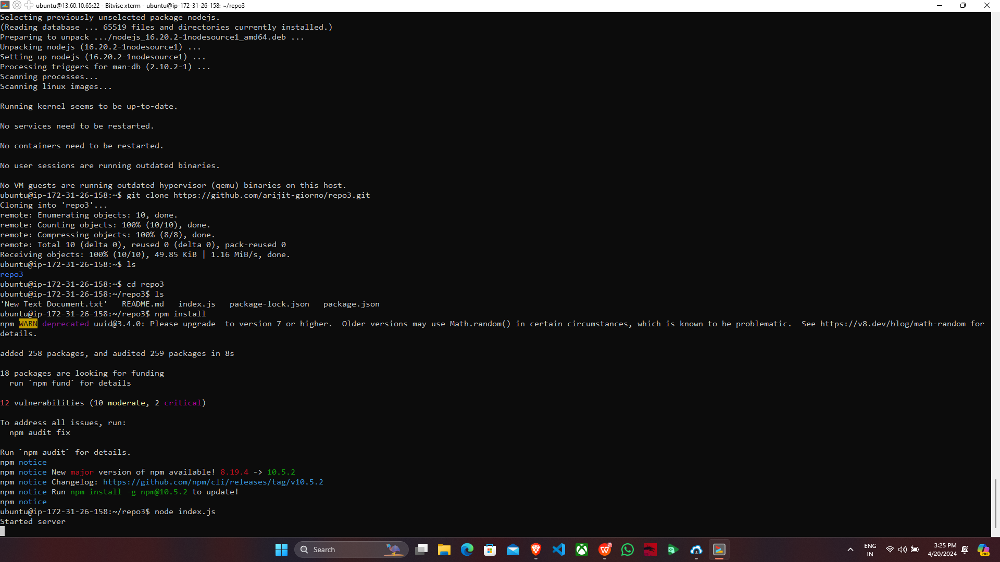 ubuntu@13.60.10.65:22 - Bitvise xterm - ubuntu@ip-172-31-26-158: ~/repo3
Selecting previously unselected package nodejs.
(Reading database ... 65519 files and directories currently installed.)
Preparing to unpack .../nodejs_16.20.2-1nodesource1_amd64.deb ...
Unpacking nodejs (16.20.2-1nodesource1) ...
Setting up nodejs (16.20.2-1nodesource1) ...
Processing triggers for man-db (2.10.2-1) ...
Scanning processes...
Scanning linux images...
Running kernel seems to be up-to-date.
No services need to be restarted.
No containers need to be restarted.
No user sessions are running outdated binaries.
No VM guests are running outdated hypervisor (qemu) binaries on this host.
ubuntu@ip-172-31-26-158:~$ git clone https://github.com/arijit-giorno/repo3.git
Cloning into 'repo3'...
remote: Enumerating objects: 10, done.
remote: Counting objects: 100% (10/10), done.
remote: Compressing objects: 100% (8/8), done.
remote: Total 10 (delta 0), reused 0 (delta 0), pack-reused 0
Receiving objects: 100% (10/10), 49.85 KiB | 1.16 MiB/s, done.
ubuntu@ip-172-31-26-158:~$ ls
repo3
ubuntu@ip-172-31-26-158:~$ cd repo3
ubuntu@ip-172-31-26-158:~/repo3$ ls
'New Text Document.txt'   README.md   index.js   package-lock.json   package.json
ubuntu@ip-172-31-26-158:~/repo3$ npm install
npm WARN deprecated uuid@3.4.0: Please upgrade  to version 7 or higher.  Older versions may use Math.random() in certain circumstances, which is known to be problematic.  See https://v8.dev/blog/math-random for
details.
added 258 packages, and audited 259 packages in 8s
18 packages are looking for funding
  run `npm fund` for details
12 vulnerabilities (10 moderate, 2 critical)
To address all issues, run:
  npm audit fix
Run `npm audit` for details.
npm notice
npm notice New major version of npm available! 8.19.4 -> 10.5.2
npm notice Changelog: https://github.com/npm/cli/releases/tag/v10.5.2
npm notice Run npm install -g npm@10.5.2 to update!
npm notice
ubuntu@ip-172-31-26-158:~/repo3$ node index.js
Started server
Search
ENG
IN
3:25 PM
4/20/2024
PRE